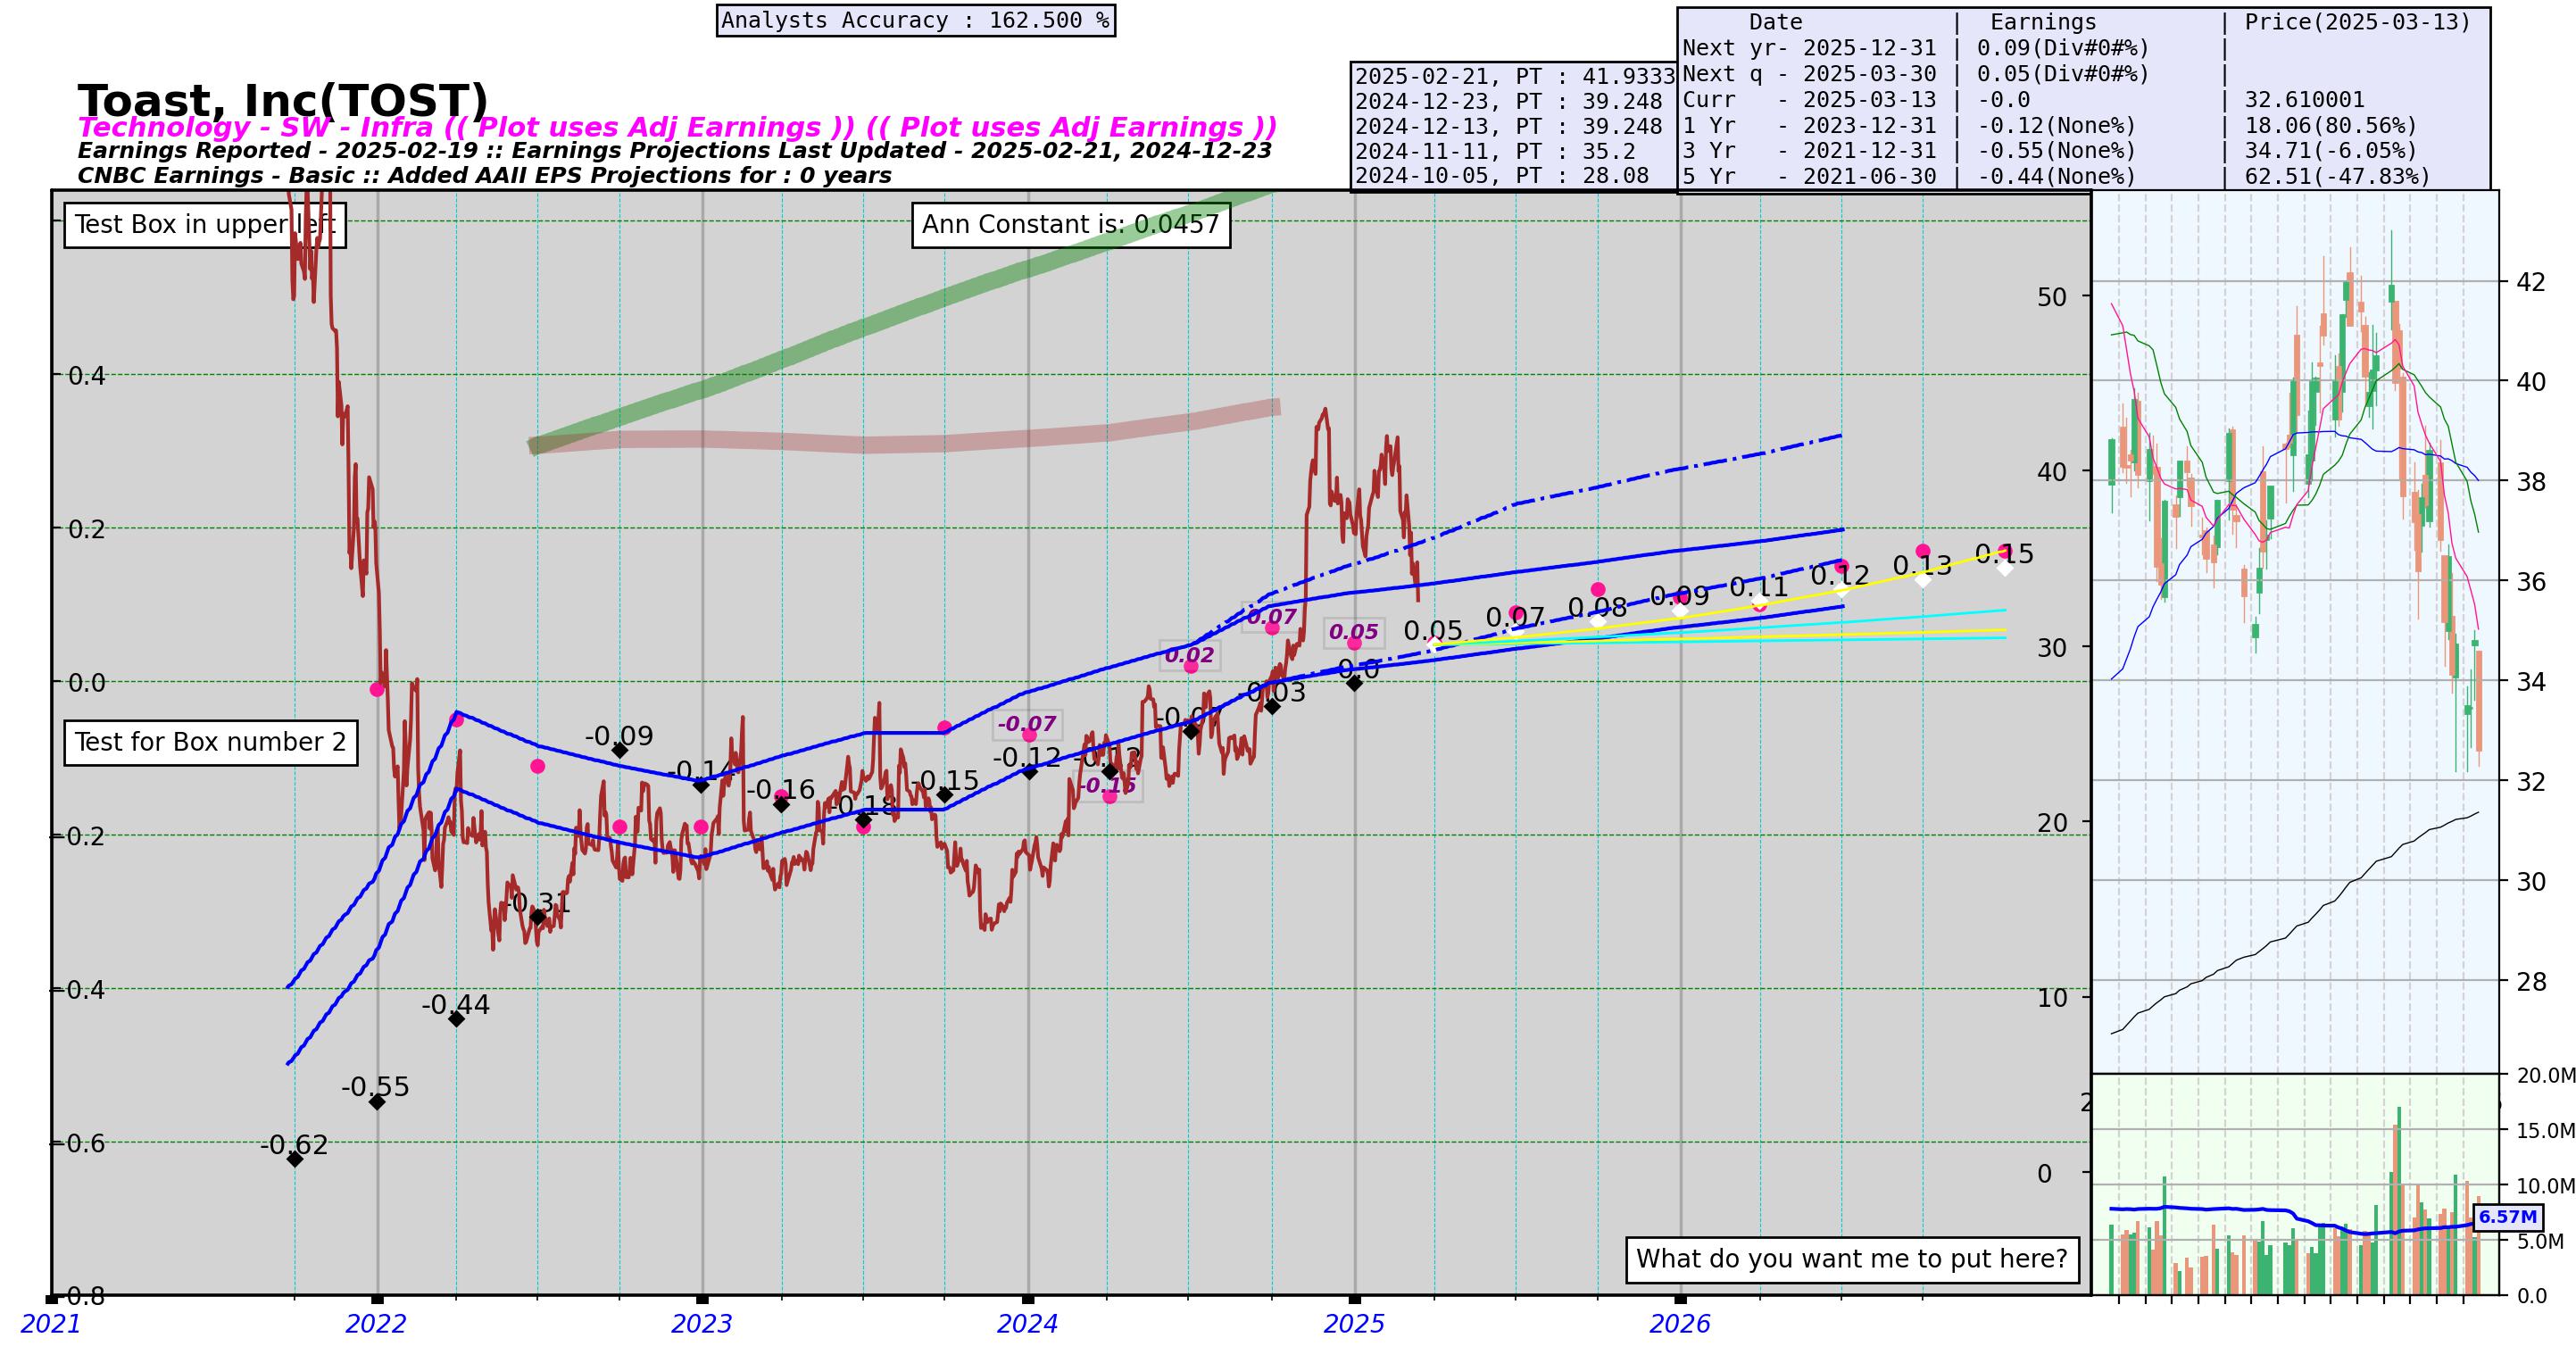 Analysts Accuracy : 162.500 %
Date | Earnings | Price(2025-03-13)
Next yr- 2025-12-31 | 0.09(Div#0#%) |
Next q - 2025-03-30 | 0.05(Div#0#%) |
Curr - 2025-03-13 | -0.0 | 32.610001
1 Yr - 2023-12-31 | -0.12(None%) | 18.06(80.56%)
3 Yr - 2021-12-31 | -0.55(None%) | 34.71(-6.05%)
5 Yr - 2021-06-30 | -0.44(None%) | 62.51(-47.83%)
2025-02-21, PT : 41.9333
2024-12-23, PT : 39.248
2024-12-13, PT : 39.248
2024-11-11, PT : 35.2
2024-10-05, PT : 28.08
Toast, Inc(TOST)
Technology - SW - Infra (( Plot uses Adj Earnings )) (( Plot uses Adj Earnings ))
Earnings Reported - 2025-02-19 :: Earnings Projections Last Updated - 2025-02-21, 2024-12-23
CNBC Earnings - Basic :: Added AAII EPS Projections for : 0 years
Test Box in upper left
Ann Constant is: 0.0457
Test for Box number 2
What do you want me to put here?
0.4
0.2
0.0
-0.2
-0.4
-0.6
-0.8
-0.62
-0.55
-0.44
-0.31
-0.09
-0.14
-0.16
-0.18
-0.15
-0.12
-0.07
-0.12
-0.15
-0.07
0.02
-0.03
0.07
0.0
0.05
0.05
0.07
0.08
0.09
0.11
0.12
0.13
0.15
50
40
30
20
10
0
42
40
38
36
34
32
30
28
20.0M
15.0M
10.0M
6.57M
5.0M
0.0
2021
2022
2023
2024
2025
2026